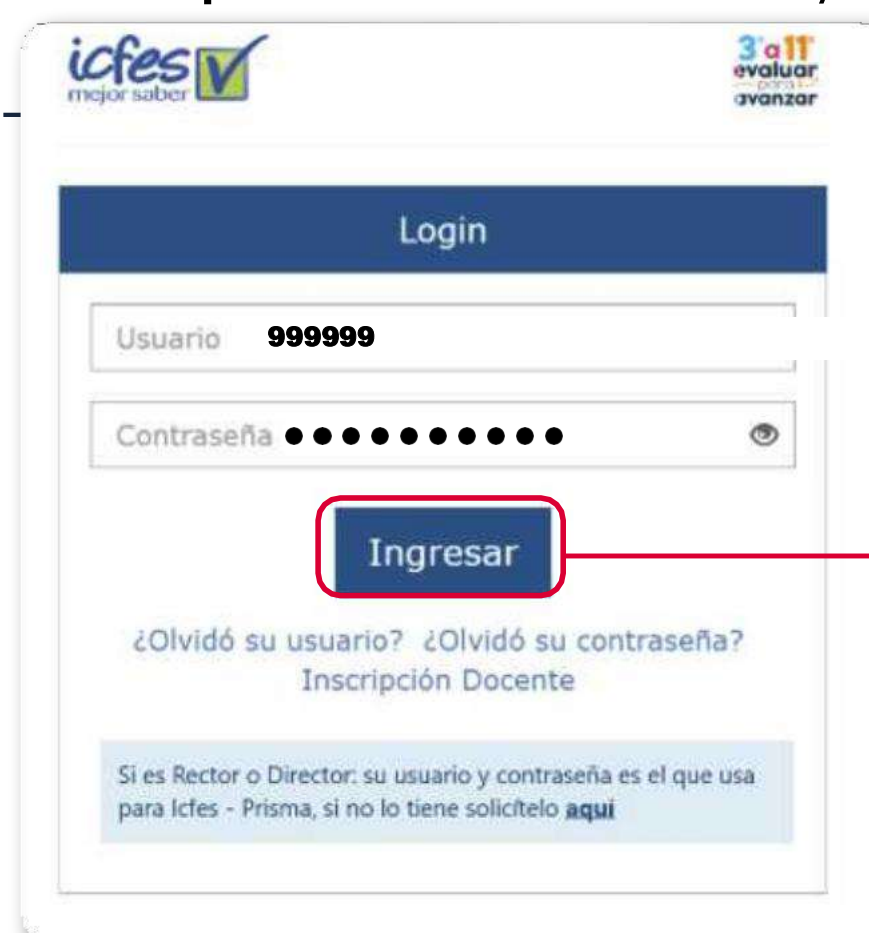 icfes
mejor saber
3° a 11°
evaluar
para
avanzar
Login
Usuario 999999
Contraseña ●●●●●●●●●●
Ingresar
¿Olvidó su usuario? ¿Olvidó su contraseña?
Inscripción Docente
Si es Rector o Director: su usuario y contraseña es el que usa
para Icfes - Prisma, si no lo tiene solicítelo aquí